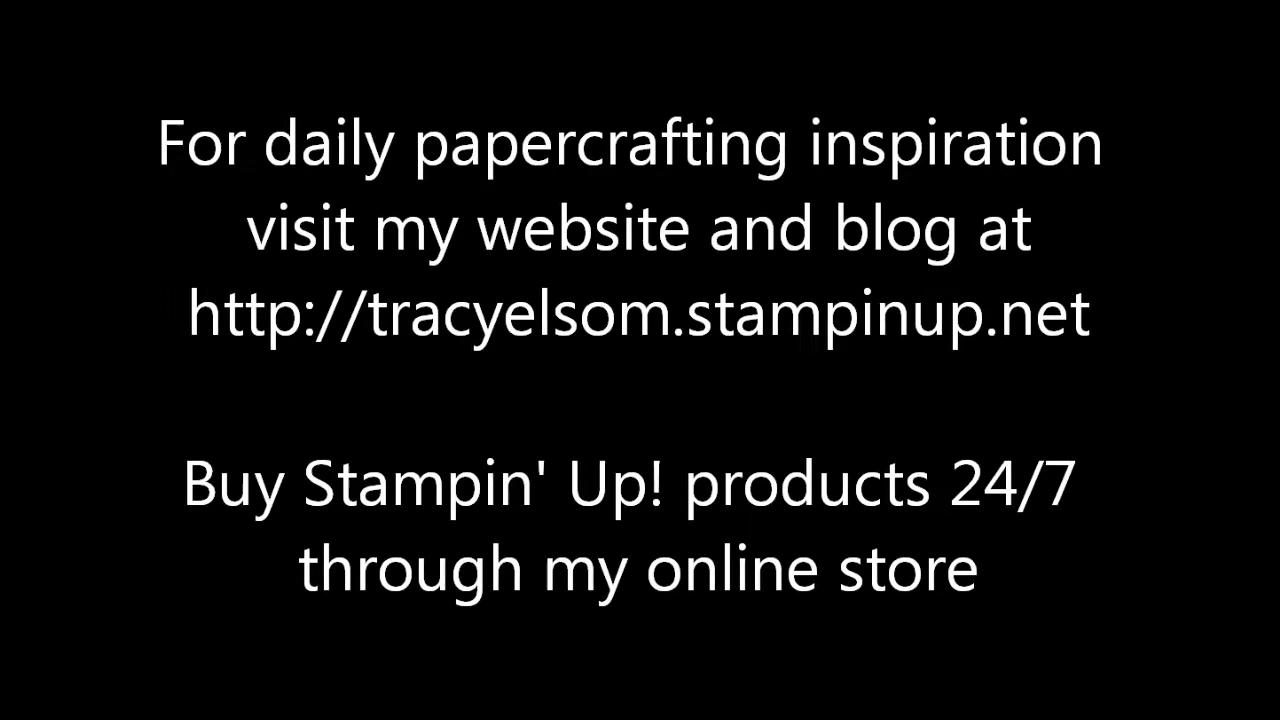 For daily papercrafting inspiration
visit my website and blog at
http://tracyelsom.stampinup.net
Buy Stampin' Up! products 24/7
through my online store